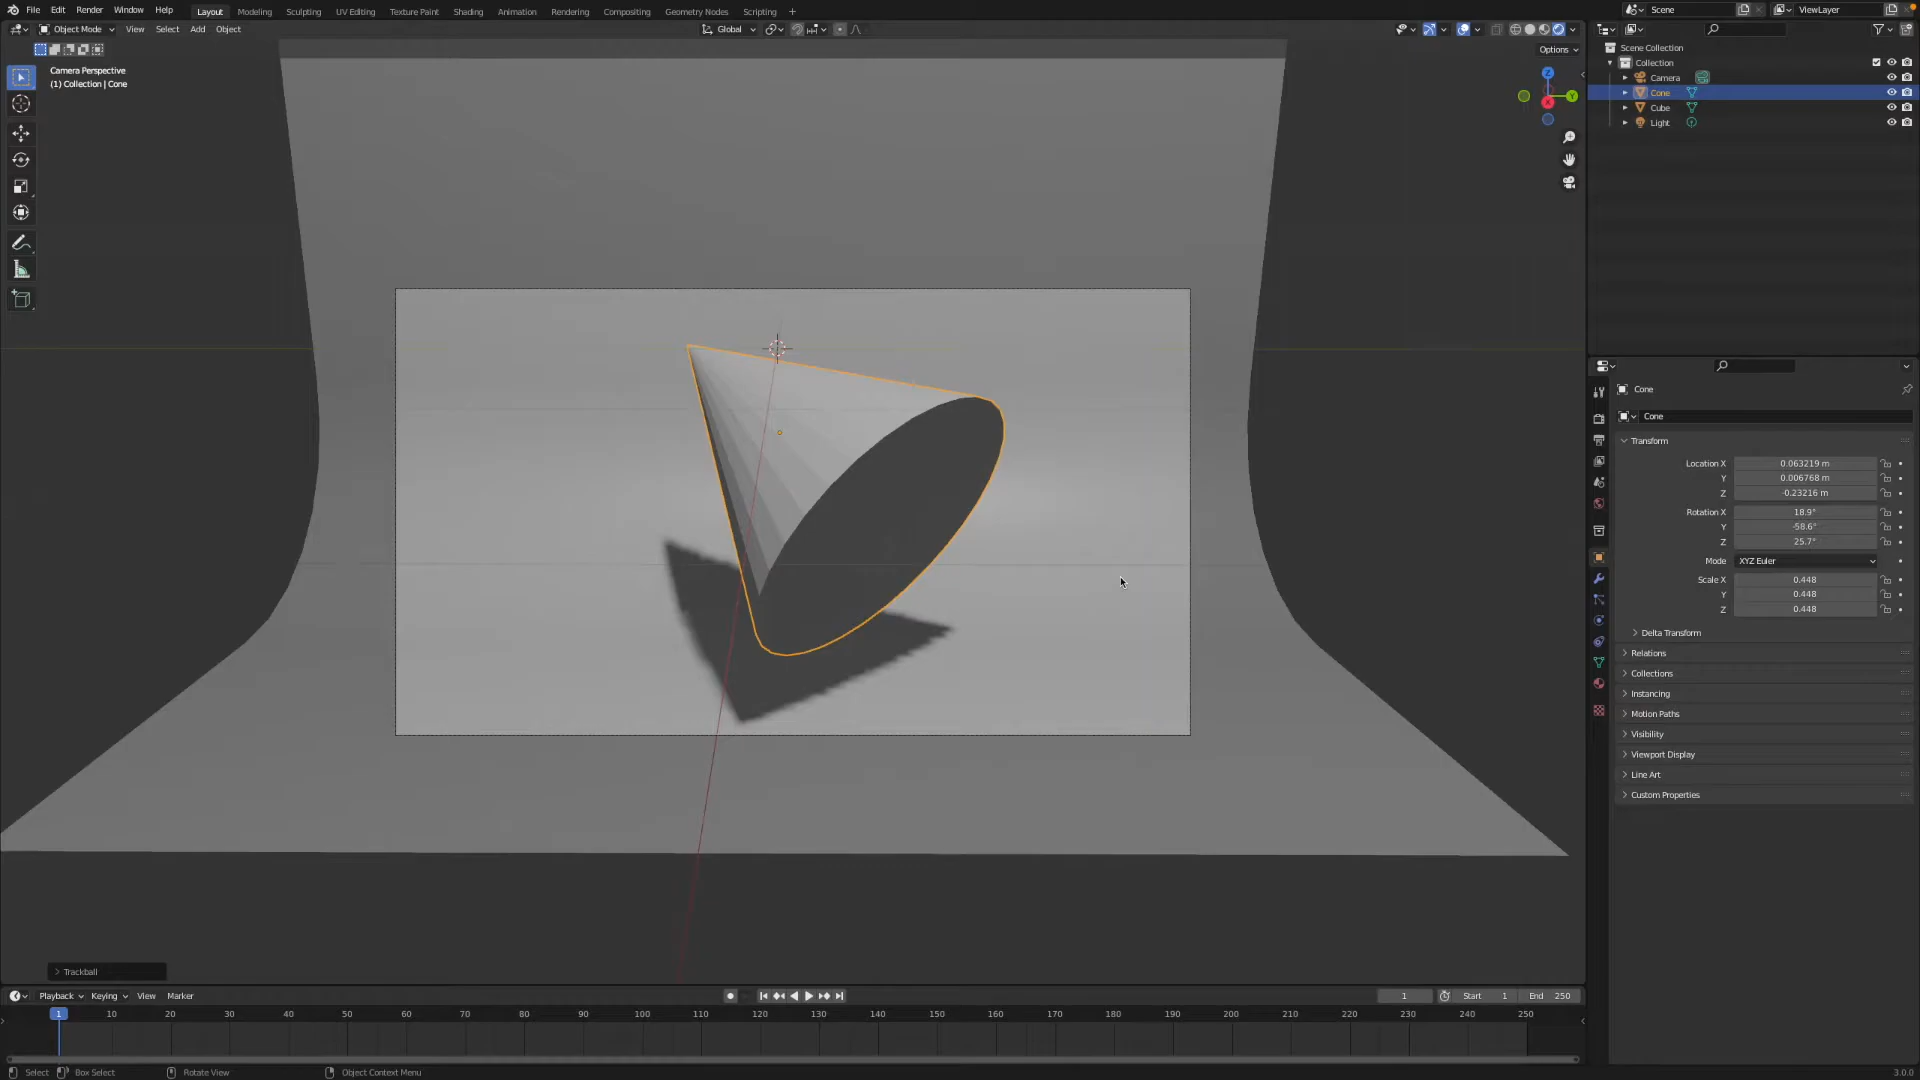 File Edit Render Window Help Layout Modeling Sculpting UV Editing Texture Paint Shading Animation Rendering Compositing Geometry Nodes Scripting + Scene ViewLayer
Object Mode View Select Add Object Global
Options
Camera Perspective
(1) Collection | Cone
Z
Y
X
Scene Collection
Collection
Camera
Cone
Cube
Light
Cone
Cone
Transform
Location X 0.063219 m
Y 0.006768 m
Z -0.23216 m
Rotation X 18.9°
Y -58.6°
Z 25.7°
Mode XYZ Euler
Scale X 0.448
Y 0.448
Z 0.448
Delta Transform
Relations
Collections
Instancing
Motion Paths
Visibility
Viewport Display
Line Art
Custom Properties
Trackball
Playback Keying View Marker 1 Start 1 End 250
1 10 20 30 40 50 60 70 80 90 100 110 120 130 140 150 160 170 180 190 200 210 220 230 240 250
Select Box Select Rotate View Object Context Menu 3.0.0